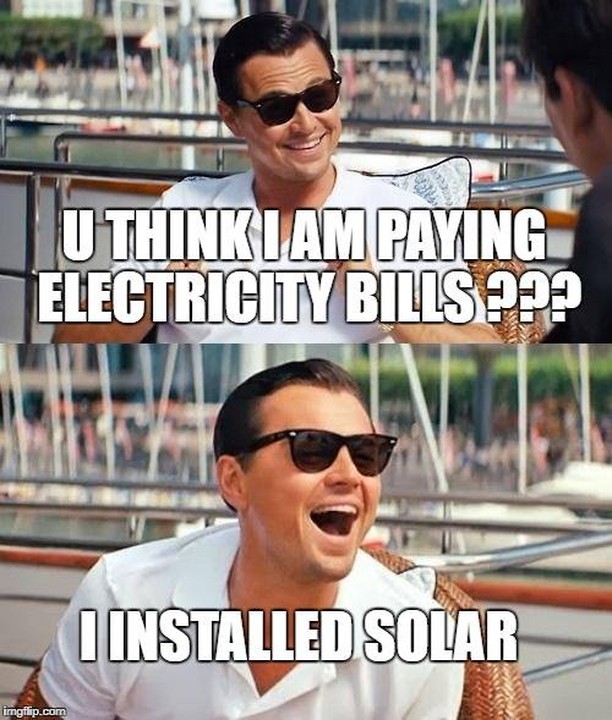 U THINK I AM PAYING
ELECTRICITY BILLS ???
I INSTALLED SOLAR
imgflip.com